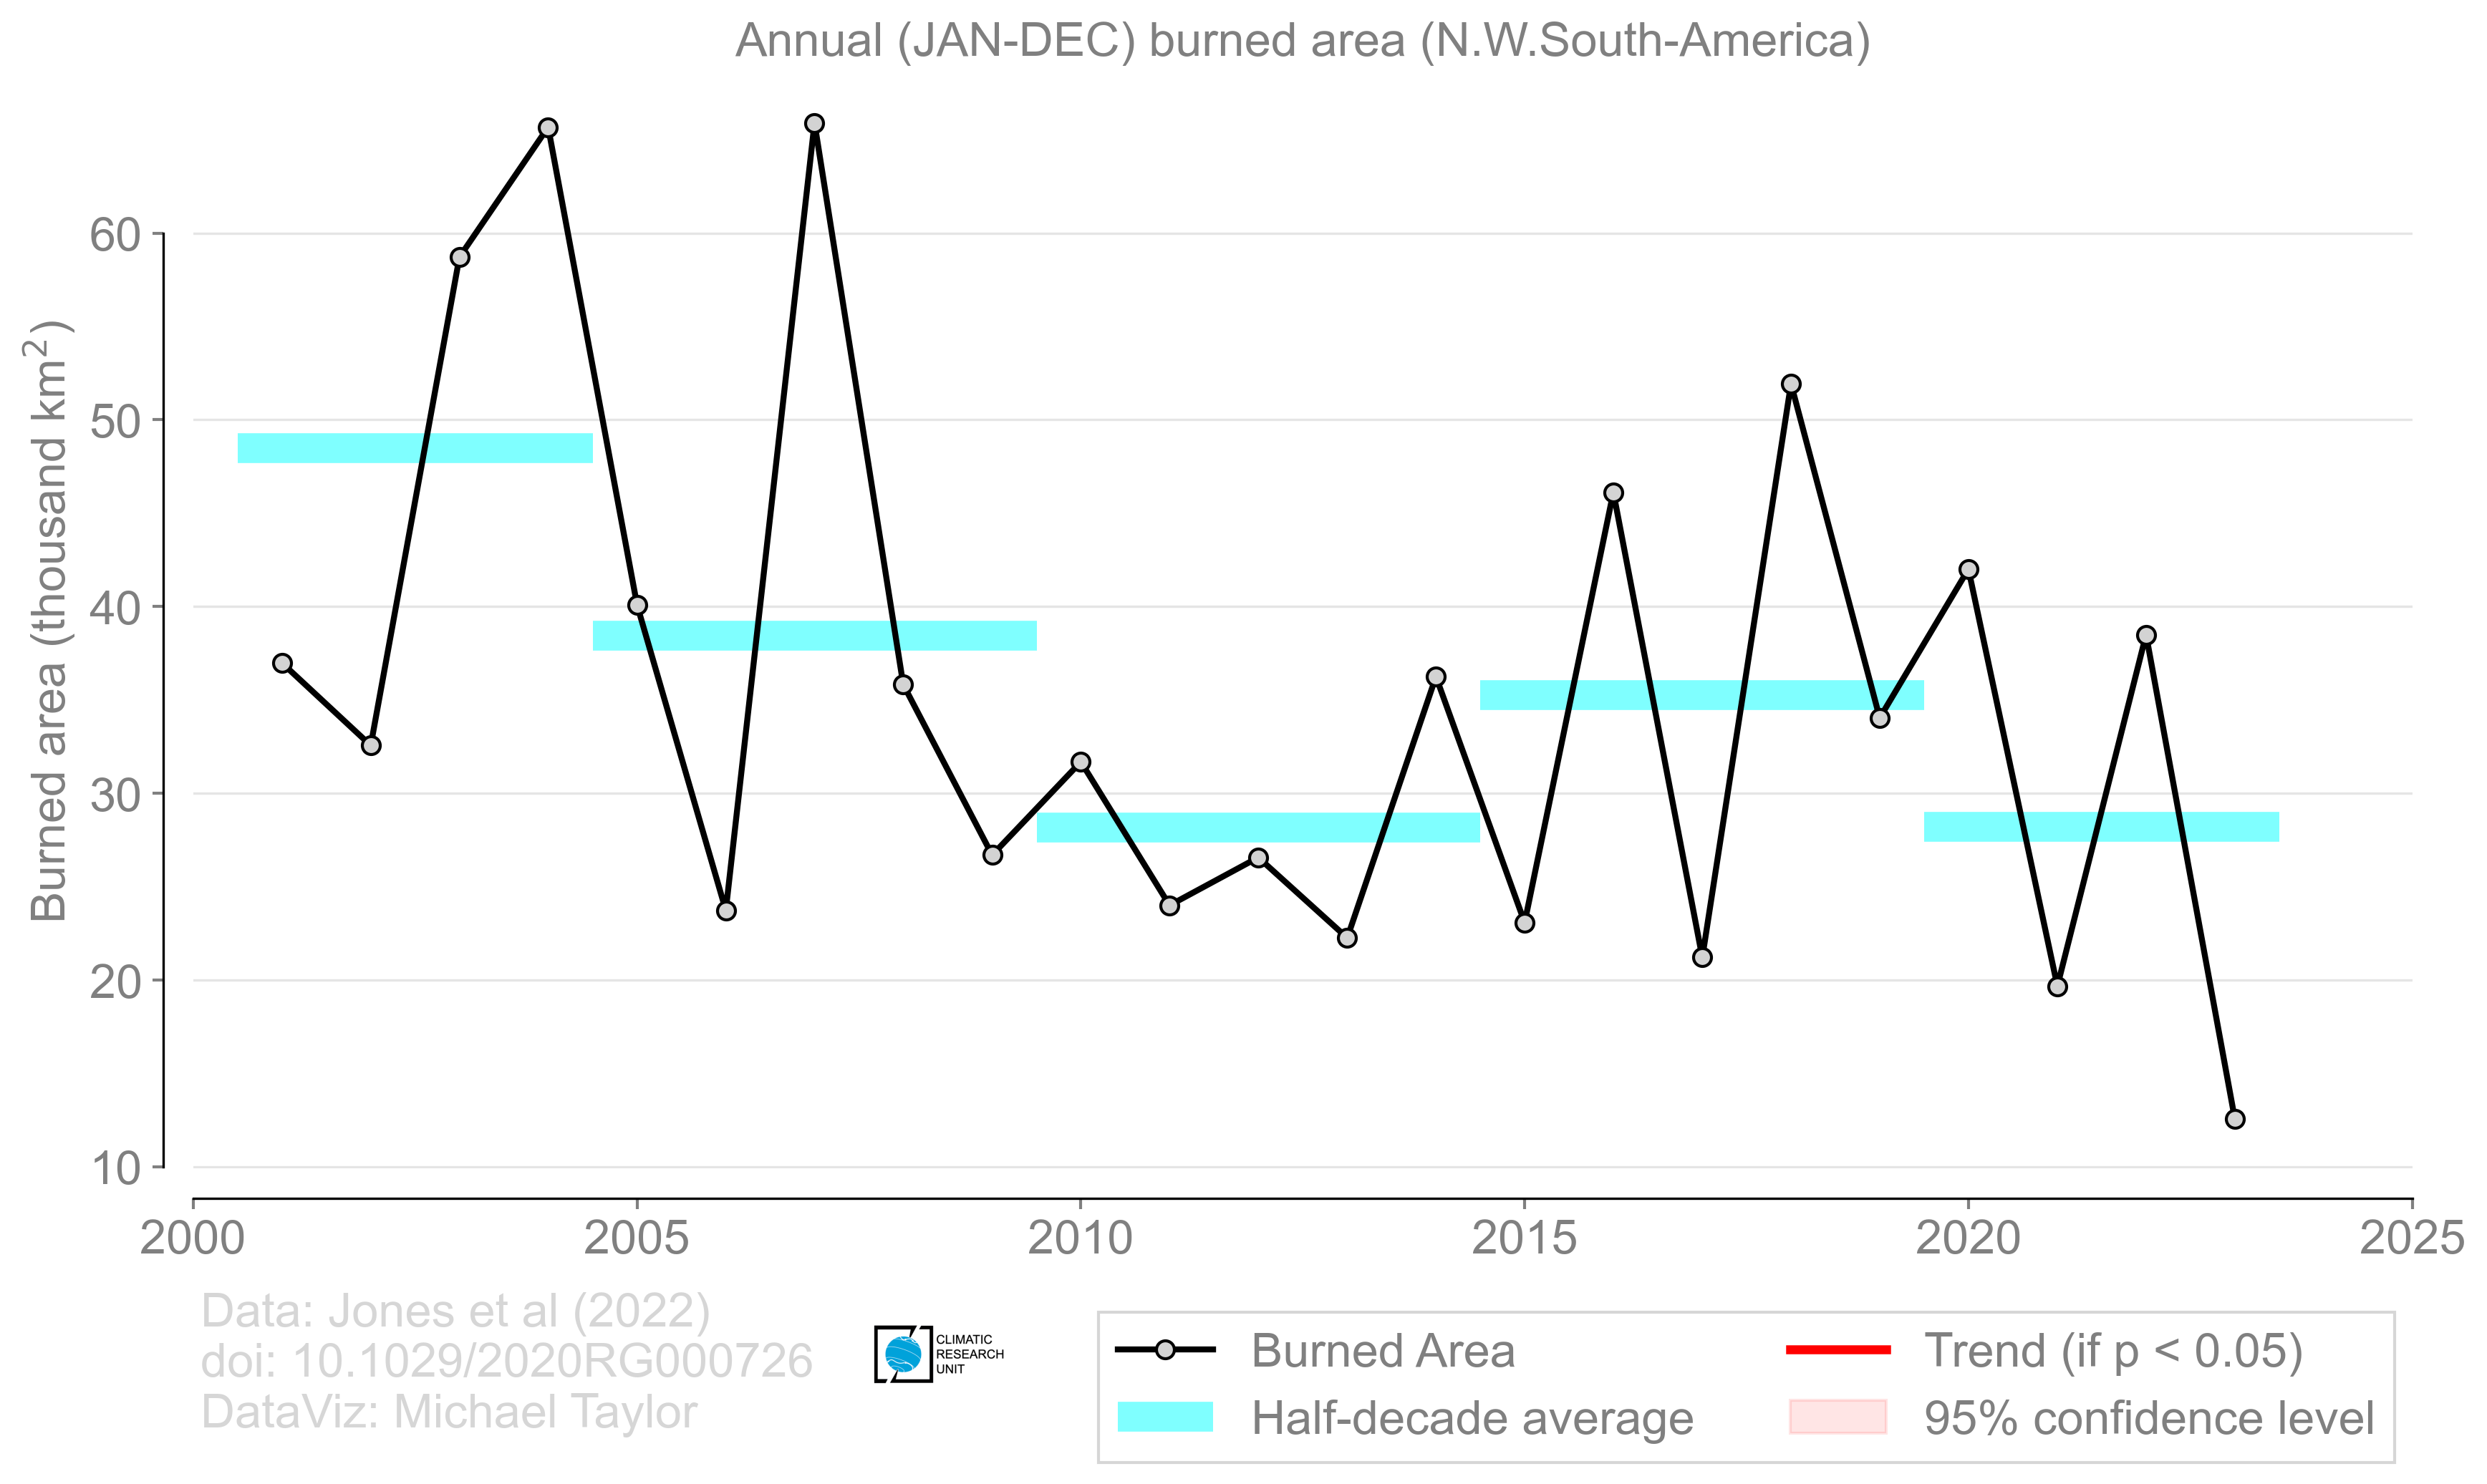 Annual (JAN-DEC) burned area (N.W.South-America)
Burned area (thousand km²)
60
50
40
30
20
10
2000 2005 2010 2015 2020 2025
Data: Jones et al (2022)
doi: 10.1029/2020RG000726
DataViz: Michael Taylor
CLIMATIC
RESEARCH
UNIT
Burned Area
Half-decade average
Trend (if p < 0.05)
95% confidence level